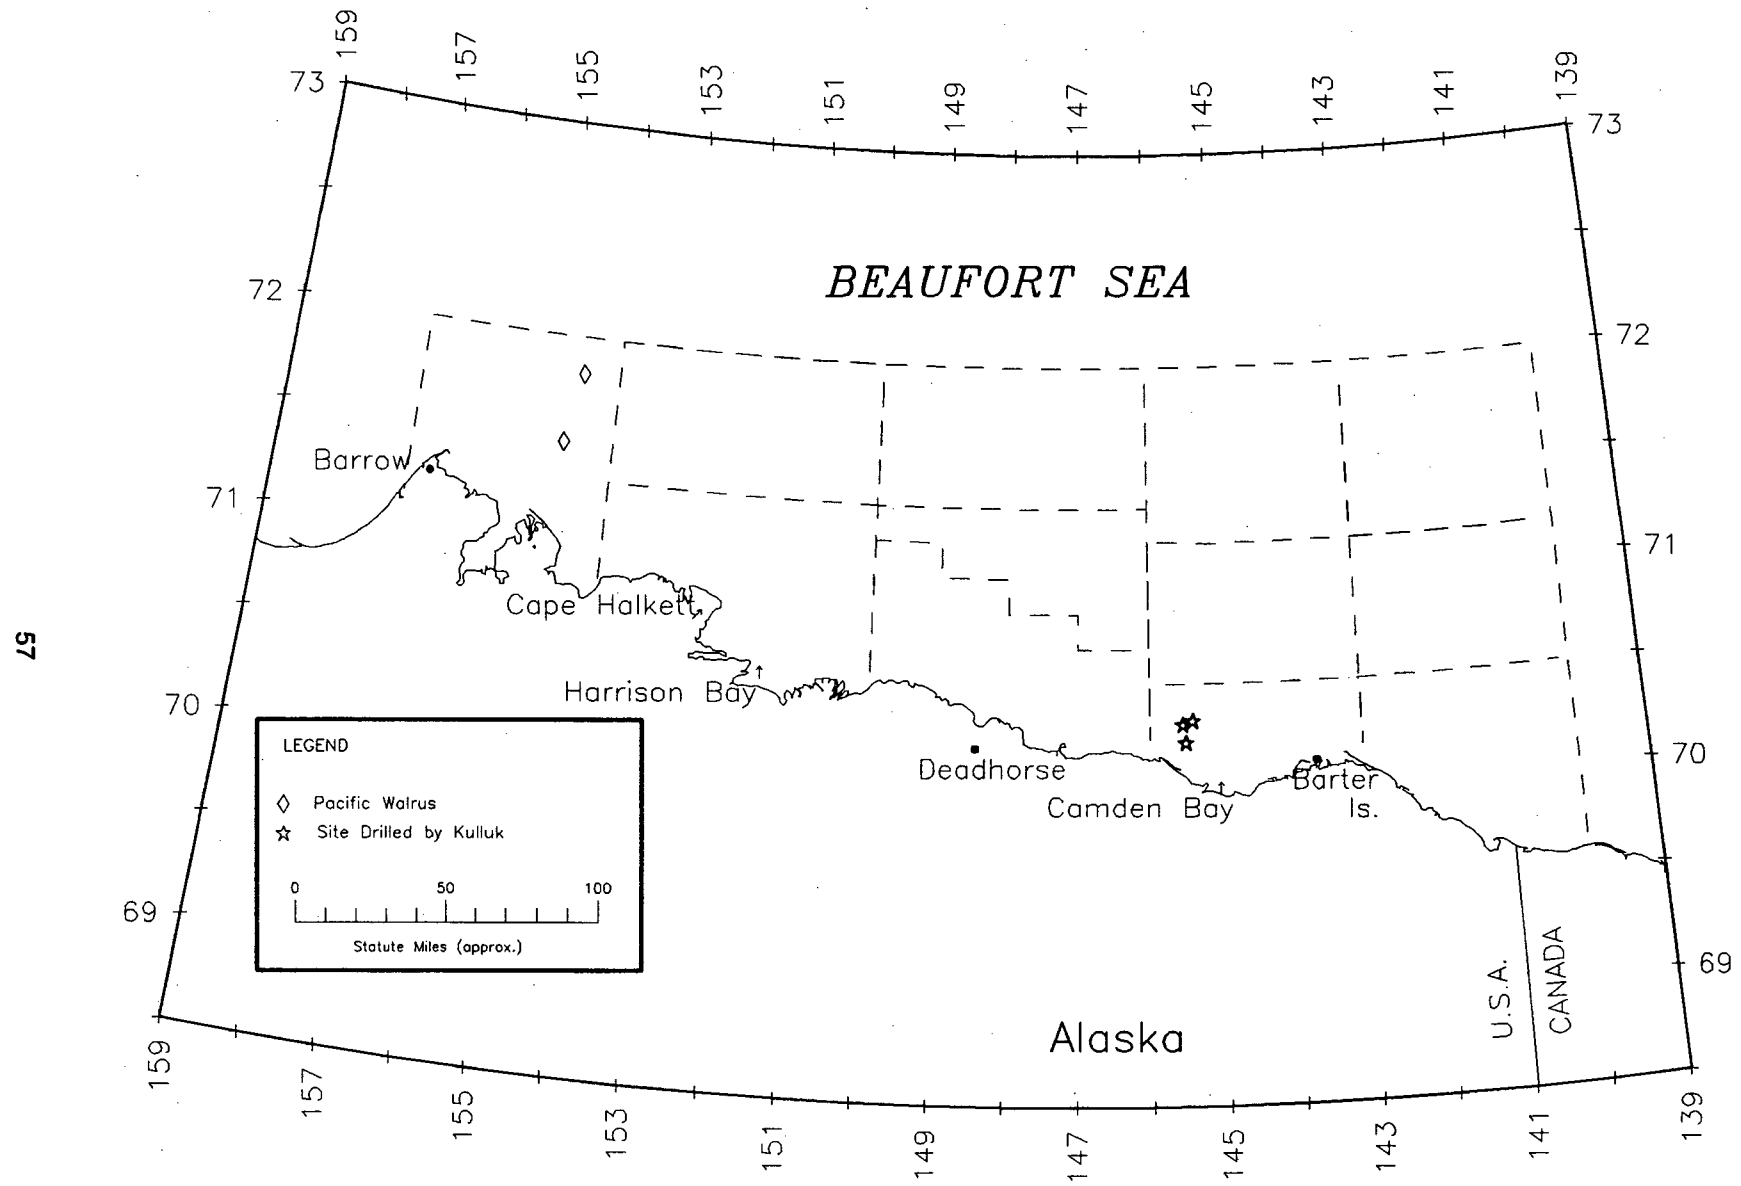 159
157
155
153
151
149
147
145
143
141
139
73
73
BEAUFORT SEA
72
72
Barrow
71
71
Cape Halkett
57
Harrison Bay
70
70
Deadhorse
Camden Bay
Barter
Is.
LEGEND
Pacific Walrus
Site Drilled by Kulluk
0 50 100
Statute Miles (approx.)
69
69
U.S.A.
CANADA
Alaska
159
157
155
153
151
149
147
145
143
141
139